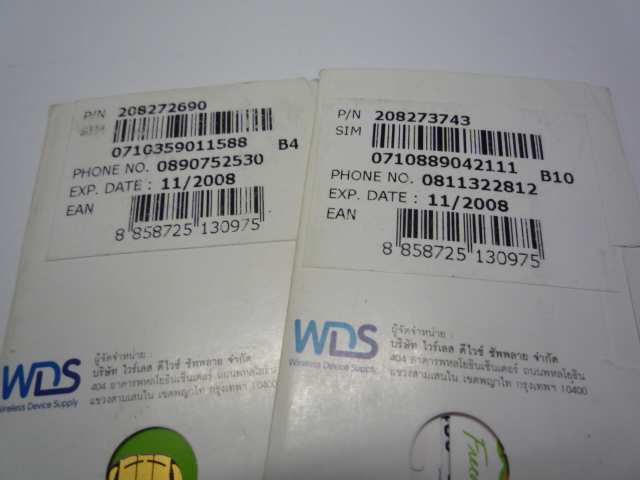 P/N 208272690
SIM
0710359011588 B4
PHONE NO. 0890752530
EXP. DATE : 11/2008
EAN
8 858725 130975
WDS
Wireless Device Supply
ผู้จัดจำหน่าย :
บริษัท ไวร์เลส ดีไวซ์ ซัพพลาย จำกัด
404 อาคารพหลโยธินเซ็นเตอร์ ถนนพหลโยธิน
แขวงสามเสนใน เขตพญาไท กรุงเทพฯ 10400
P/N 208273743
SIM
0710889042111 B10
PHONE NO. 0811322812
EXP. DATE : 11/2008
EAN
8 858725 130975
WDS
Wireless Device Supply
ผู้จัดจำหน่าย :
บริษัท ไวร์เลส ดีไวซ์ ซัพพลาย จำกัด
404 อาคารพหลโยธินเซ็นเตอร์ ถนนพหลโยธิน
แขวงสามเสนใน เขตพญาไท กรุงเทพฯ 10400